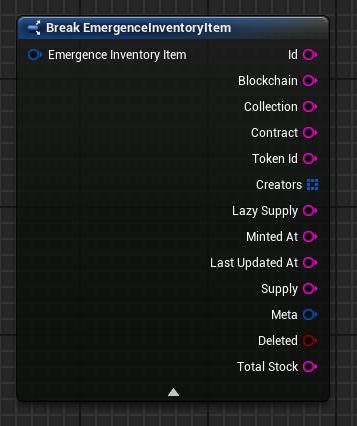 Break EmergenceInventoryItem
Emergence Inventory Item Id
Blockchain
Collection
Contract
Token Id
Creators
Lazy Supply
Minted At
Last Updated At
Supply
Meta
Deleted
Total Stock